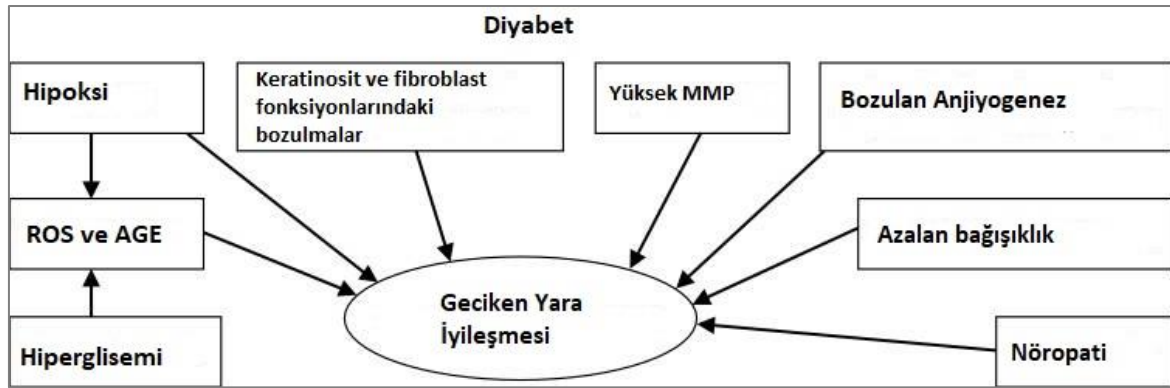 Diyabet
Hipoksi
Keratinosit ve fibroblast
fonksiyonlarındaki
bozulmalar
Yüksek MMP
Bozulan Anjiyogenez
ROS ve AGE
Azalan bağışıklık
Geciken Yara
İyileşmesi
Hiperglisemi
Nöropati